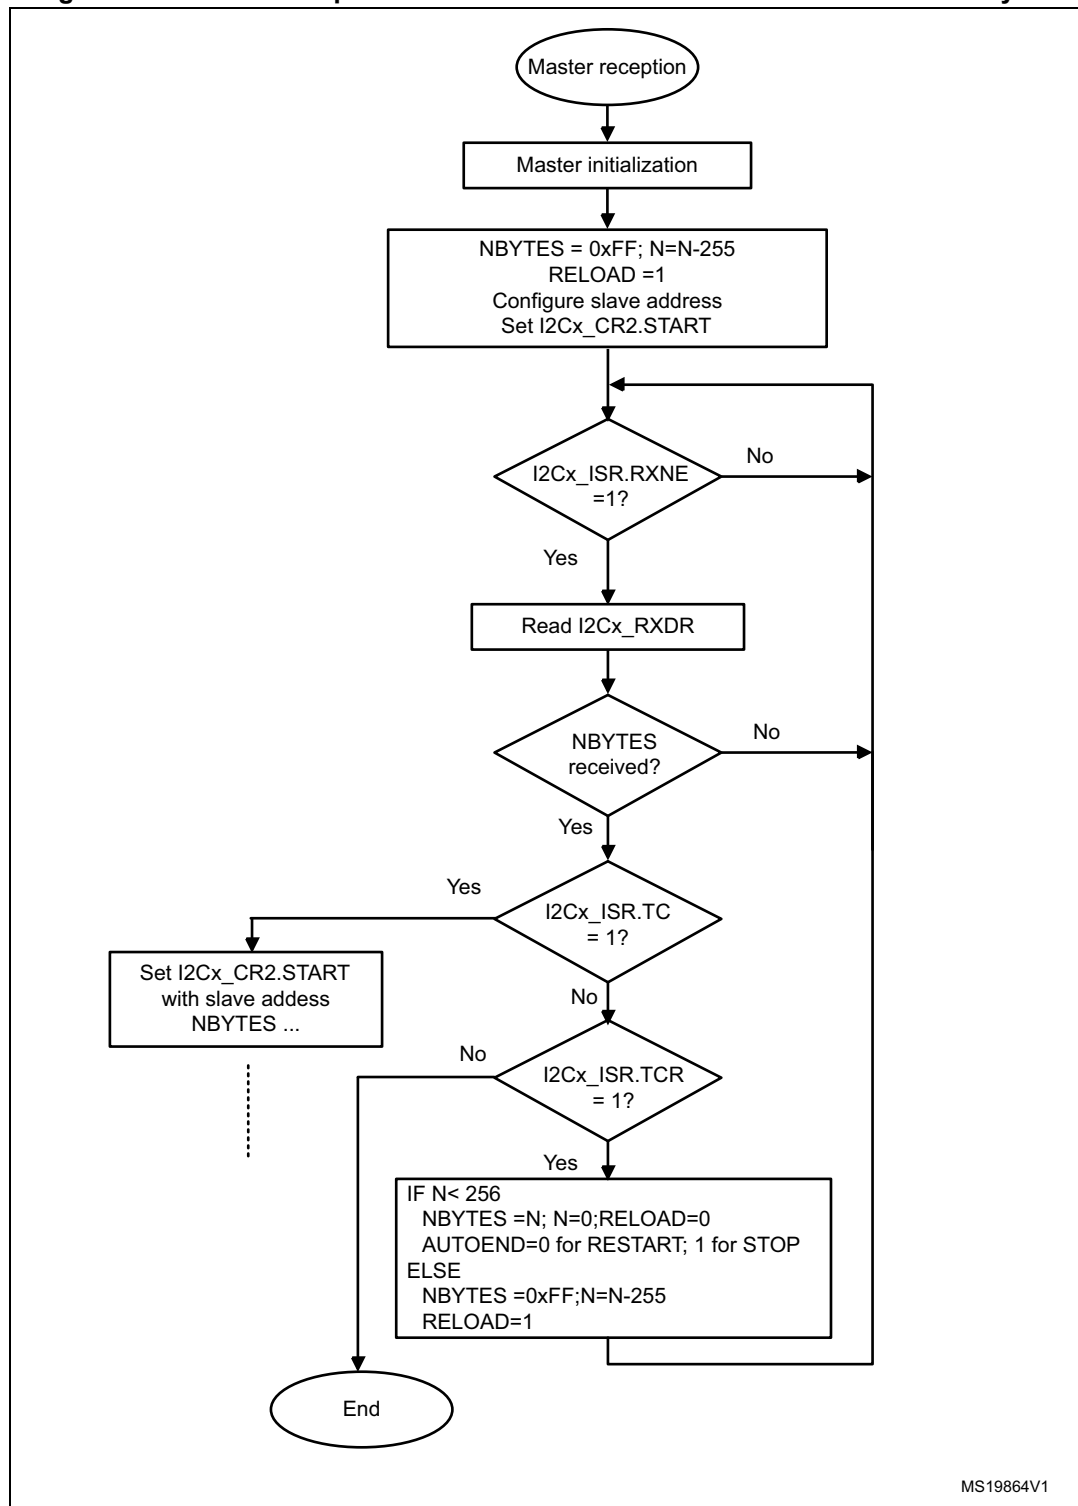 Master reception
Master initialization
NBYTES = 0xFF; N=N-255
RELOAD =1
Configure slave address
Set I2Cx_CR2.START
I2Cx_ISR.RXNE
=1?
No
Yes
Read I2Cx_RXDR
NBYTES
received?
No
Yes
I2Cx_ISR.TC
= 1?
Yes
Set I2Cx_CR2.START
with slave addess
NBYTES ...
No
I2Cx_ISR.TCR
= 1?
No
Yes
IF N< 256
NBYTES =N; N=0;RELOAD=0
AUTOEND=0 for RESTART; 1 for STOP
ELSE
NBYTES =0xFF;N=N-255
RELOAD=1
End
MS19864V1